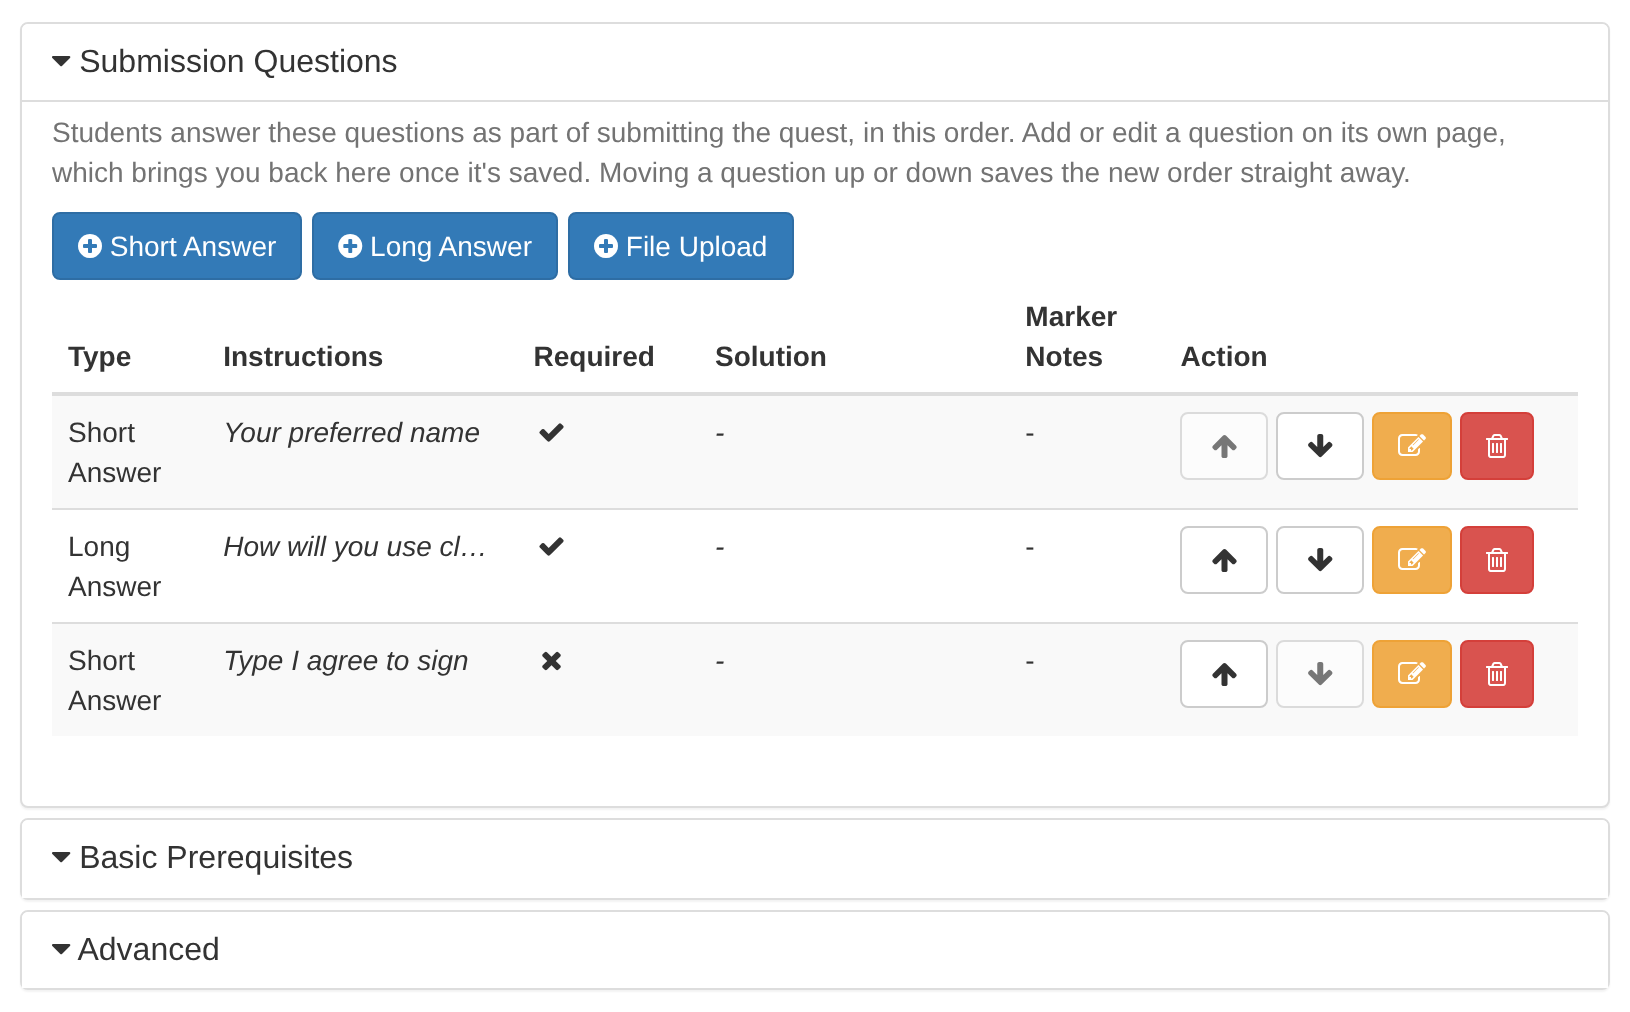 Submission Questions
Students answer these questions as part of submitting the quest, in this order. Add or edit a question on its own page,
which brings you back here once it's saved. Moving a question up or down saves the new order straight away.
Short Answer Long Answer File Upload
Type Instructions Required Solution Marker Notes Action
Short Answer Your preferred name - -
Long Answer How will you use cl… - -
Short Answer Type I agree to sign - -
Basic Prerequisites
Advanced